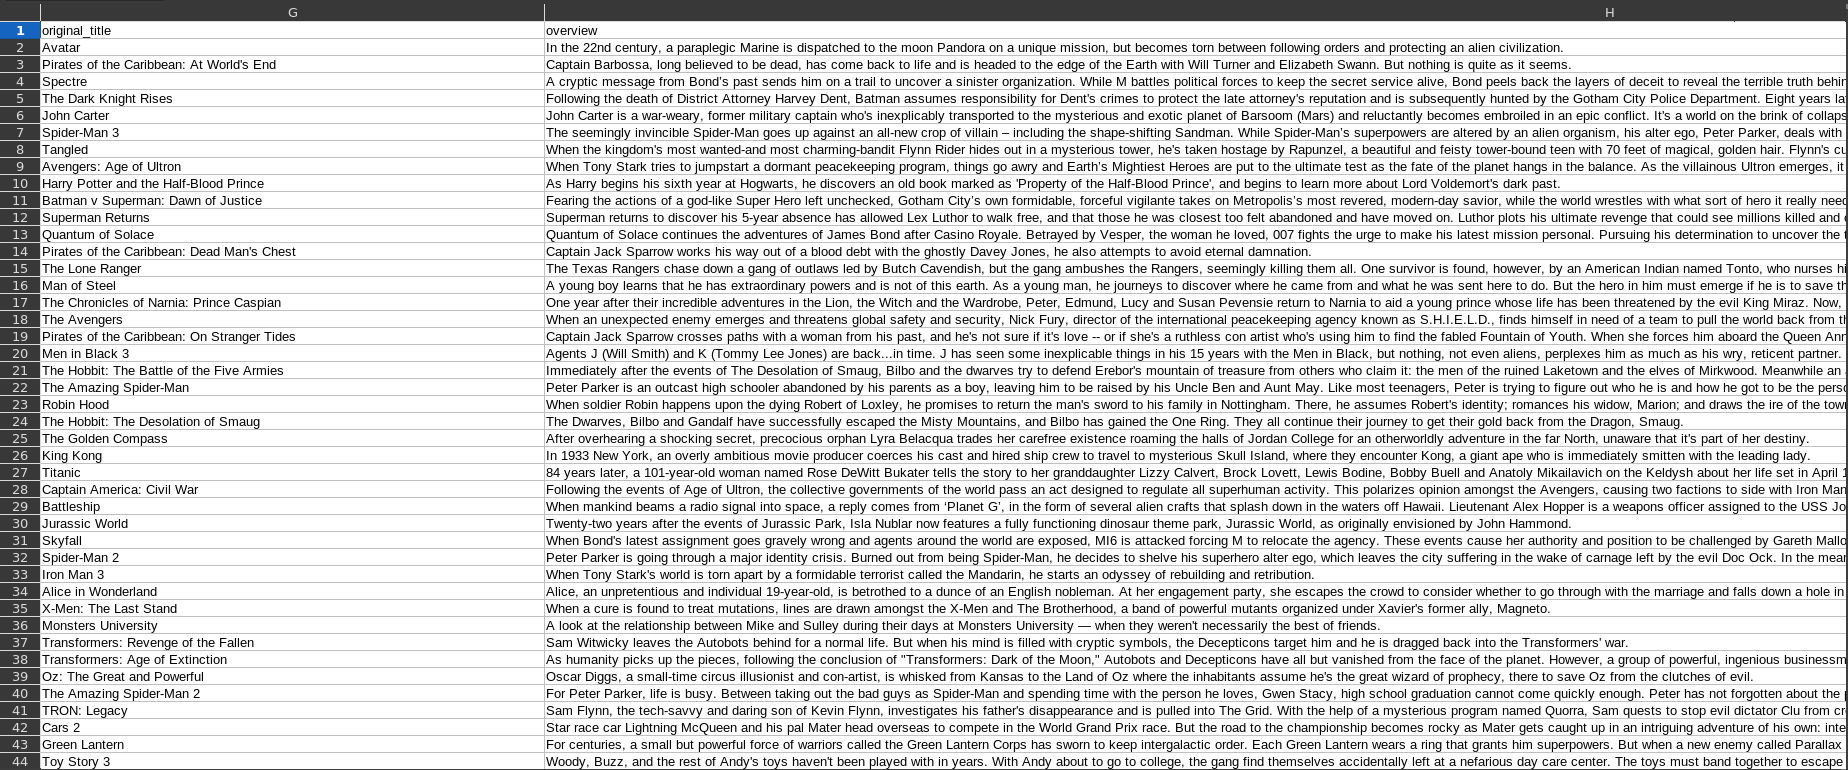 G H
1 original_title overview
2 Avatar In the 22nd century, a paraplegic Marine is dispatched to the moon Pandora on a unique mission, but becomes torn between following orders and protecting an alien civilization.
3 Pirates of the Caribbean: At World's End Captain Barbossa, long believed to be dead, has come back to life and is headed to the edge of the Earth with Will Turner and Elizabeth Swann. But nothing is quite as it seems.
4 Spectre A cryptic message from Bond’s past sends him on a trail to uncover a sinister organization. While M battles political forces to keep the secret service alive, Bond peels back the layers of deceit to reveal the terrible truth
5 The Dark Knight Rises Following the death of District Attorney Harvey Dent, Batman assumes responsibility for Dent's crimes to protect the late attorney's reputation and is subsequently hunted by the Gotham City Police Department. Eight years
6 John Carter John Carter is a war-weary, former military captain who's inexplicably transported to the mysterious and exotic planet of Barsoom (Mars) and reluctantly becomes embroiled in an epic conflict. It's a world on the brink of
7 Spider-Man 3 The seemingly invincible Spider-Man goes up against an all-new crop of villain – including the shape-shifting Sandman. While Spider-Man’s superpowers are altered by an alien organism, his alter ego, Peter Parker, deals with
8 Tangled When the kingdom's most wanted-and most charming-bandit Flynn Rider hides out in a mysterious tower, he's taken hostage by Rapunzel, a beautiful and feisty tower-bound teen with 70 feet of magical, golden hair. Flynn's
9 Avengers: Age of Ultron When Tony Stark tries to jumpstart a dormant peacekeeping program, things go awry and Earth’s Mightiest Heroes are put to the ultimate test as the fate of the planet hangs in the balance. As the villainous Ultron emerges, it
10 Harry Potter and the Half-Blood Prince As Harry begins his sixth year at Hogwarts, he discovers an old book marked as 'Property of the Half-Blood Prince', and begins to learn more about Lord Voldemort's dark past.
11 Batman v Superman: Dawn of Justice Fearing the actions of a god-like Super Hero left unchecked, Gotham City’s own formidable, forceful vigilante takes on Metropolis’s most revered, modern-day savior, while the world wrestles with what sort of hero it really
12 Superman Returns Superman returns to discover his 5-year absence has allowed Lex Luthor to walk free, and that those he was closest too felt abandoned and have moved on. Luthor plots his ultimate revenge that could see millions killed and
13 Quantum of Solace Quantum of Solace continues the adventures of James Bond after Casino Royale. Betrayed by Vesper, the woman he loved, 007 fights the urge to make his latest mission personal. Pursuing his determination to uncover the
14 Pirates of the Caribbean: Dead Man's Chest Captain Jack Sparrow works his way out of a blood debt with the ghostly Davey Jones, he also attempts to avoid eternal damnation.
15 The Lone Ranger The Texas Rangers chase down a gang of outlaws led by Butch Cavendish, but the gang ambushes the Rangers, seemingly killing them all. One survivor is found, however, by an American Indian named Tonto, who nurses
16 Man of Steel A young boy learns that he has extraordinary powers and is not of this earth. As a young man, he journeys to discover where he came from and what he was sent here to do. But the hero in him must emerge if he is to save
17 The Chronicles of Narnia: Prince Caspian One year after their incredible adventures in the Lion, the Witch and the Wardrobe, Peter, Edmund, Lucy and Susan Pevensie return to Narnia to aid a young prince whose life has been threatened by the evil King Miraz. Now,
18 The Avengers When an unexpected enemy emerges and threatens global safety and security, Nick Fury, director of the international peacekeeping agency known as S.H.I.E.L.D., finds himself in need of a team to pull the world back from
19 Pirates of the Caribbean: On Stranger Tides Captain Jack Sparrow crosses paths with a woman from his past, and he's not sure if it's love -- or if she's a ruthless con artist who's using him to find the fabled Fountain of Youth. When she forces him aboard the Queen
20 Men in Black 3 Agents J (Will Smith) and K (Tommy Lee Jones) are back...in time. J has seen some inexplicable things in his 15 years with the Men in Black, but nothing, not even aliens, perplexes him as much as his wry, reticent partner.
21 The Hobbit: The Battle of the Five Armies Immediately after the events of The Desolation of Smaug, Bilbo and the dwarves try to defend Erebor's mountain of treasure from others who claim it: the men of the ruined Laketown and the elves of Mirkwood. Meanwhile an
22 The Amazing Spider-Man Peter Parker is an outcast high schooler abandoned by his parents as a boy, leaving him to be raised by his Uncle Ben and Aunt May. Like most teenagers, Peter is trying to figure out who he is and how he got to be the
23 Robin Hood When soldier Robin happens upon the dying Robert of Loxley, he promises to return the man's sword to his family in Nottingham. There, he assumes Robert's identity; romances his widow, Marion; and draws the ire of the
24 The Hobbit: The Desolation of Smaug The Dwarves, Bilbo and Gandalf have successfully escaped the Misty Mountains, and Bilbo has gained the One Ring. They all continue their journey to get their gold back from the Dragon, Smaug.
25 The Golden Compass After overhearing a shocking secret, precocious orphan Lyra Belacqua trades her carefree existence roaming the halls of Jordan College for an otherworldly adventure in the far North, unaware that it's part of her destiny.
26 King Kong In 1933 New York, an overly ambitious movie producer coerces his cast and hired ship crew to travel to mysterious Skull Island, where they encounter Kong, a giant ape who is immediately smitten with the leading lady.
27 Titanic 84 years later, a 101-year-old woman named Rose DeWitt Bukater tells the story to her granddaughter Lizzy Calvert, Brock Lovett, Lewis Bodine, Bobby Buell and Anatoly Mikailavich on the Keldysh about her life set in April
28 Captain America: Civil War Following the events of Age of Ultron, the collective governments of the world pass an act designed to regulate all superhuman activity. This polarizes opinion amongst the Avengers, causing two factions to side with Iron Man
29 Battleship When mankind beams a radio signal into space, a reply comes from ‘Planet G’, in the form of several alien crafts that splash down in the waters off Hawaii. Lieutenant Alex Hopper is a weapons officer assigned to the USS
30 Jurassic World Twenty-two years after the events of Jurassic Park, Isla Nublar now features a fully functioning dinosaur theme park, Jurassic World, as originally envisioned by John Hammond.
31 Skyfall When Bond's latest assignment goes gravely wrong and agents around the world are exposed, MI6 is attacked forcing M to relocate the agency. These events cause her authority and position to be challenged by Gareth
32 Spider-Man 2 Peter Parker is going through a major identity crisis. Burned out from being Spider-Man, he decides to shelve his superhero alter ego, which leaves the city suffering in the wake of carnage left by the evil Doc Ock. In the
33 Iron Man 3 When Tony Stark's world is torn apart by a formidable terrorist called the Mandarin, he starts an odyssey of rebuilding and retribution.
34 Alice in Wonderland Alice, an unpretentious and individual 19-year-old, is betrothed to a dunce of an English nobleman. At her engagement party, she escapes the crowd to consider whether to go through with the marriage and falls down a hole in
35 X-Men: The Last Stand When a cure is found to treat mutations, lines are drawn amongst the X-Men and The Brotherhood, a band of powerful mutants organized under Xavier's former ally, Magneto.
36 Monsters University A look at the relationship between Mike and Sulley during their days at Monsters University — when they weren't necessarily the best of friends.
37 Transformers: Revenge of the Fallen Sam Witwicky leaves the Autobots behind for a normal life. But when his mind is filled with cryptic symbols, the Decepticons target him and he is dragged back into the Transformers' war.
38 Transformers: Age of Extinction As humanity picks up the pieces, following the conclusion of "Transformers: Dark of the Moon," Autobots and Decepticons have all but vanished from the face of the planet. However, a group of powerful, ingenious
39 Oz: The Great and Powerful Oscar Diggs, a small-time circus illusionist and con-artist, is whisked from Kansas to the Land of Oz where the inhabitants assume he's the great wizard of prophecy, there to save Oz from the clutches of evil.
40 The Amazing Spider-Man 2 For Peter Parker, life is busy. Between taking out the bad guys as Spider-Man and spending time with the person he loves, Gwen Stacy, high school graduation cannot come quickly enough. Peter has not forgotten about the
41 TRON: Legacy Sam Flynn, the tech-savvy and daring son of Kevin Flynn, investigates his father's disappearance and is pulled into The Grid. With the help of a mysterious program named Quorra, Sam quests to stop evil dictator Clu from
42 Cars 2 Star race car Lightning McQueen and his pal Mater head overseas to compete in the World Grand Prix race. But the road to the championship becomes rocky as Mater gets caught up in an intriguing adventure of his own:
43 Green Lantern For centuries, a small but powerful force of warriors called the Green Lantern Corps has sworn to keep intergalactic order. Each Green Lantern wears a ring that grants him superpowers. But when a new enemy called Parallax
44 Toy Story 3 Woody, Buzz, and the rest of Andy's toys haven't been played with in years. With Andy about to go to college, the gang find themselves accidentally left at a nefarious day care center. The toys must band together to escape